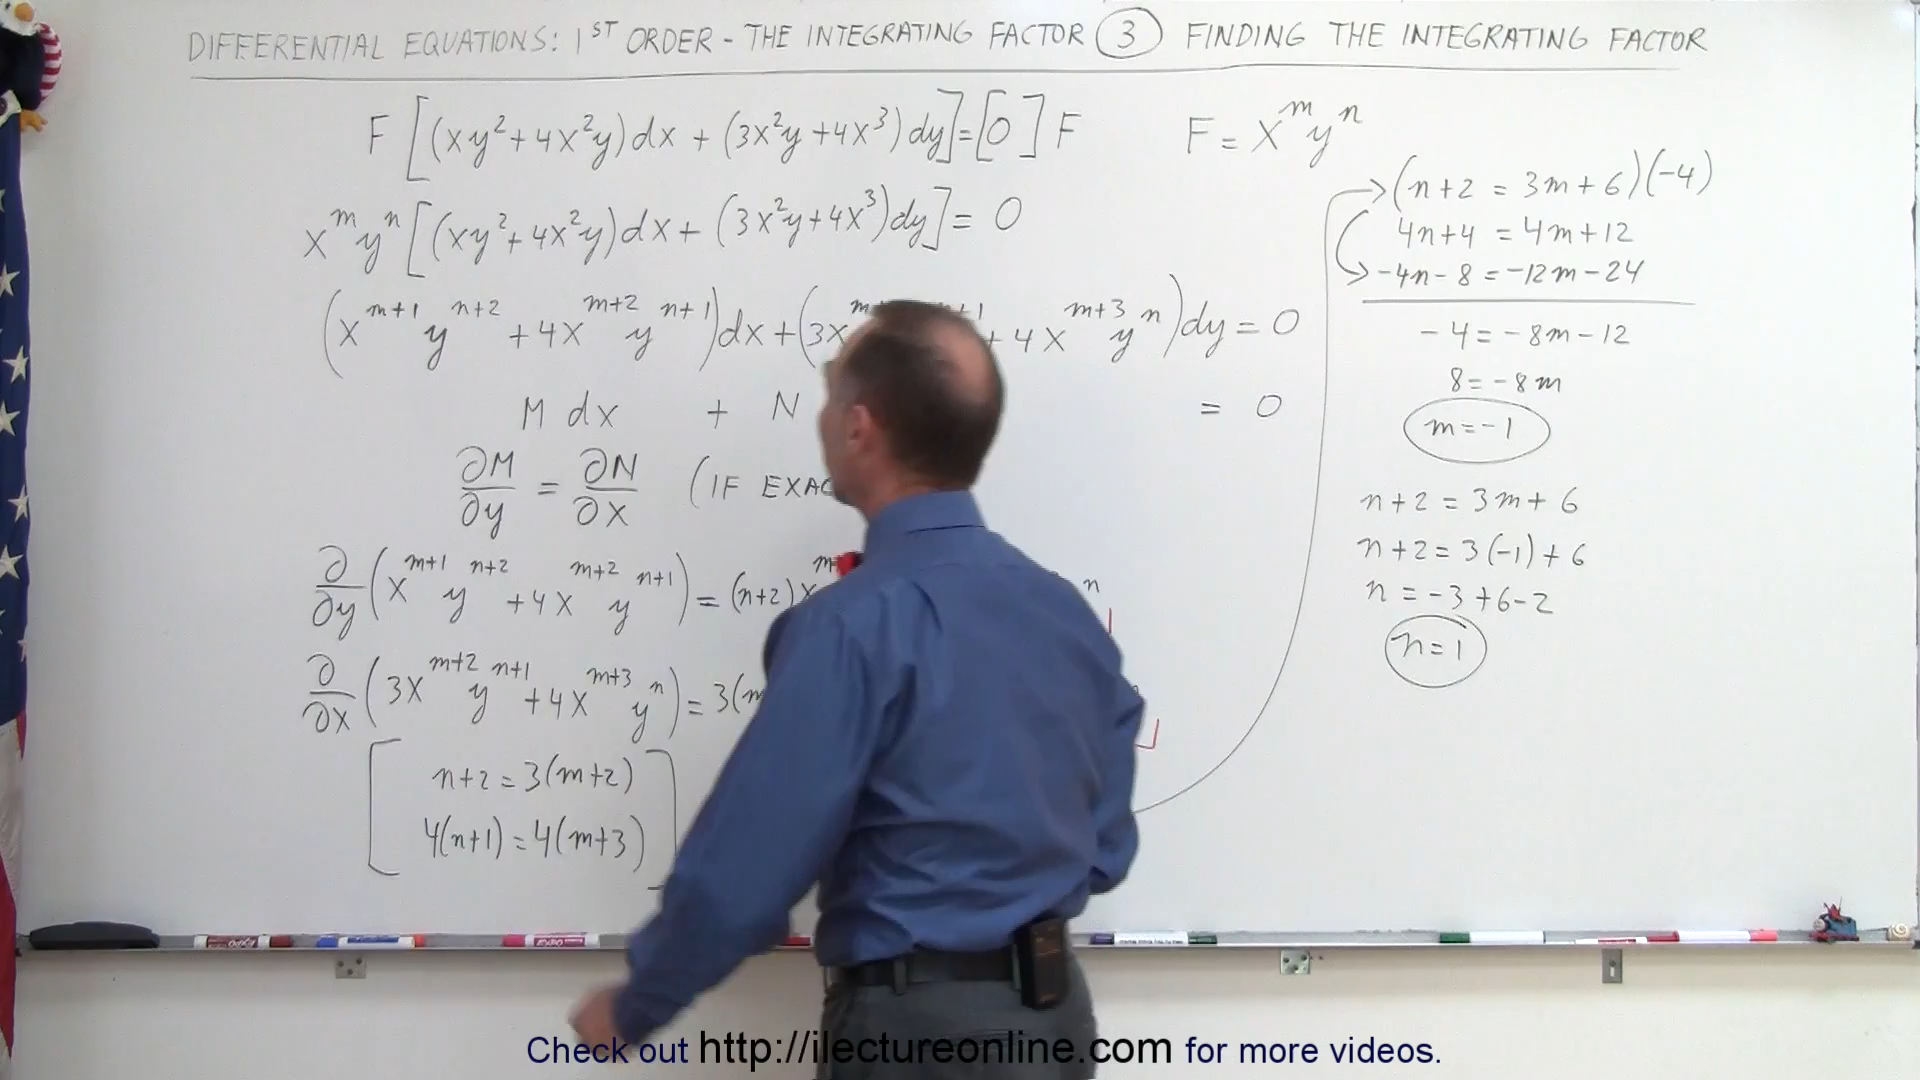 DIFFERENTIAL EQUATIONS: 1ST ORDER - THE INTEGRATING FACTOR (3) FINDING THE INTEGRATING FACTOR
F [(xy²+4x²y)dx + (3x²y+4x³)dy]=[0] F
F = x^m y^n
x^m y^n [(xy²+4x²y)dx + (3x²y+4x³)dy] = 0
(x^{m+1} y^{n+2} + 4x^{m+2} y^{n+1})dx + (3x + 4x^{m+3} y^n)dy = 0
M dx + N = 0
∂M/∂y = ∂N/∂x (IF
∂/∂y (x^{m+1} y^{n+2} + 4x^{m+2} y^{n+1}) = (n+2)x n
∂/∂x (3x^{m+2} y^{n+1} + 4x^{m+3} y^n) = 3(m
n+2 = 3(m+2)
4(n+1) = 4(m+3)
(n+2 = 3m+6)(-4)
4n+4 = 4m+12
-4n-8 = -12m-24
-4 = -8m-12
8 = -8m
m = -1
n+2 = 3m+6
n+2 = 3(-1)+6
n = -3+6-2
n = 1
Check out http://ilectureonline.com for more videos.